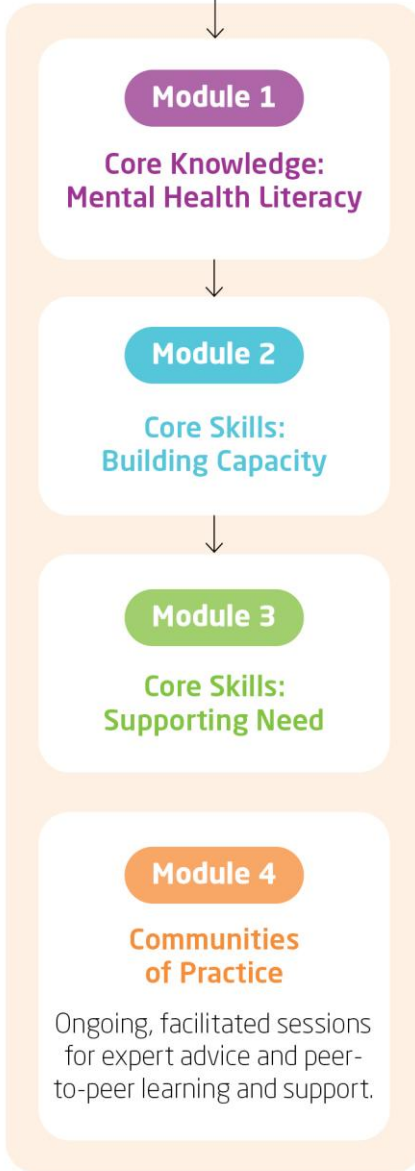 Module 1
Core Knowledge:
Mental Health Literacy
Module 2
Core Skills:
Building Capacity
Module 3
Core Skills:
Supporting Need
Module 4
Communities
of Practice
Ongoing, facilitated sessions
for expert advice and peer-
to-peer learning and support.